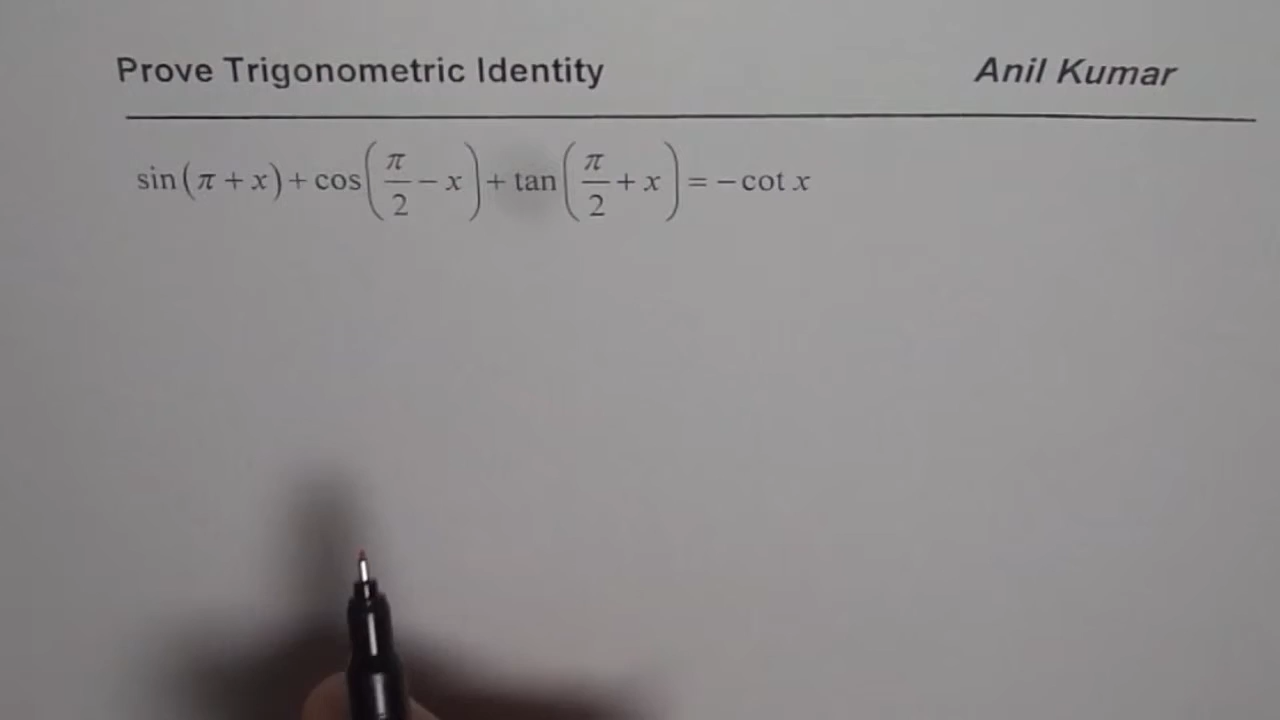 Prove Trigonometric Identity Anil Kumar
sin(π + x) + cos(π/2 − x) + tan(π/2 + x) = − cot x